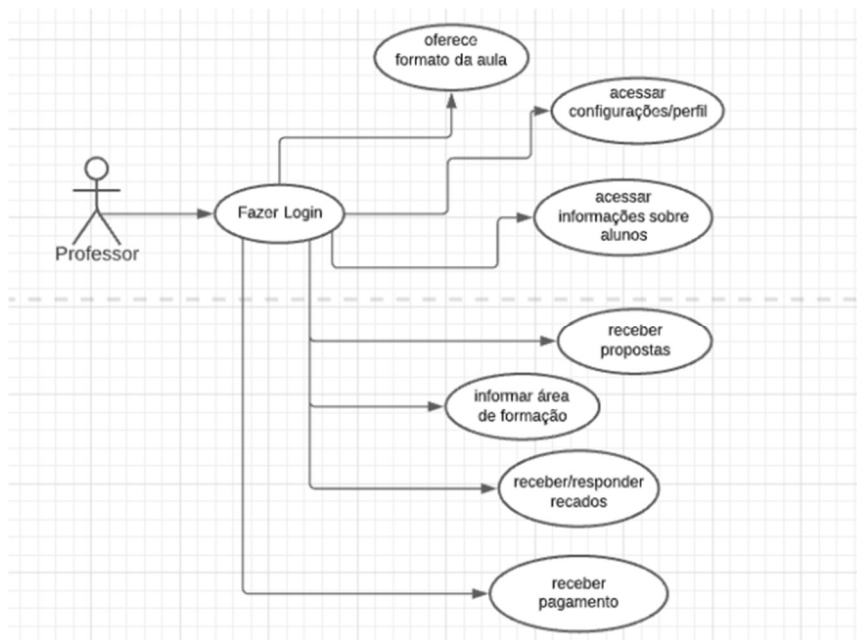 oferece
formato da aula
acessar
configurações/perfil
acessar
informações sobre
alunos
Fazer Login
Professor
receber
propostas
informar área
de formação
receber/responder
recados
receber
pagamento